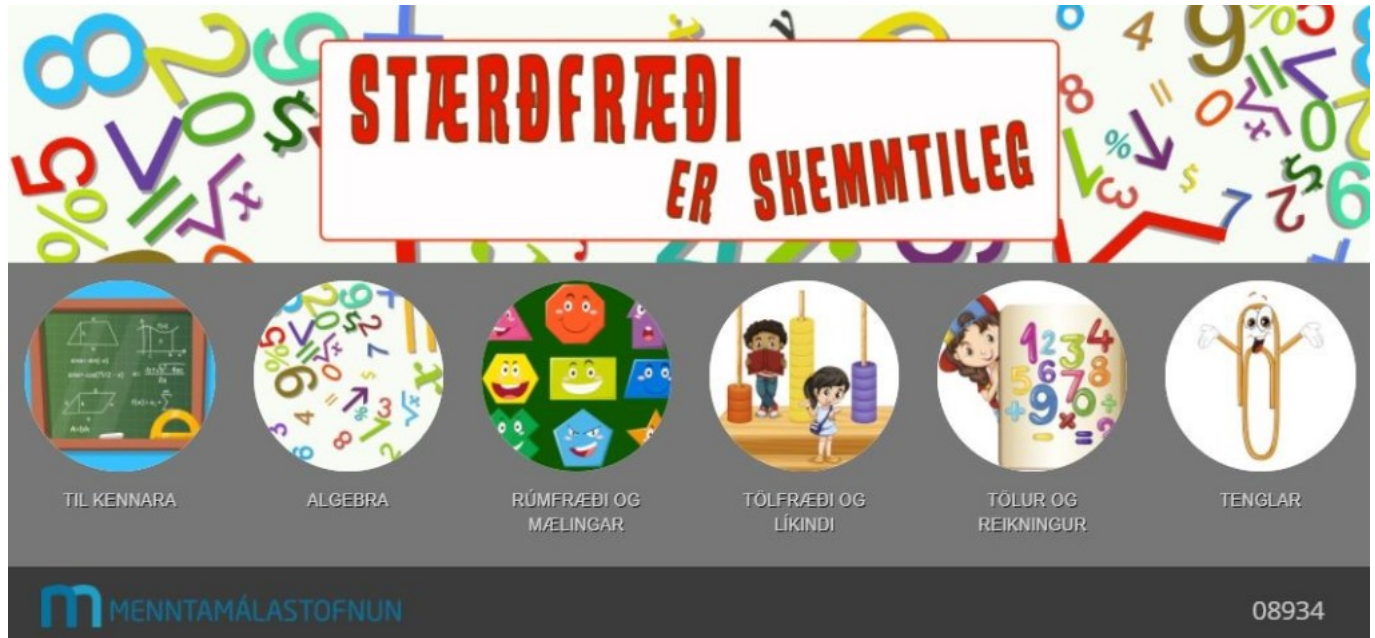 STÆRÐFRÆÐI
ER SKEMMTILEG
TIL KENNARA
ALGEBRA
RÚMFRÆÐI OG
MÆLINGAR
TÖLFRÆÐI OG
LÍKINDI
TÖLUR OG
REIKNINGUR
TENGLAR
MENNTAMÁLASTOFNUN
08934